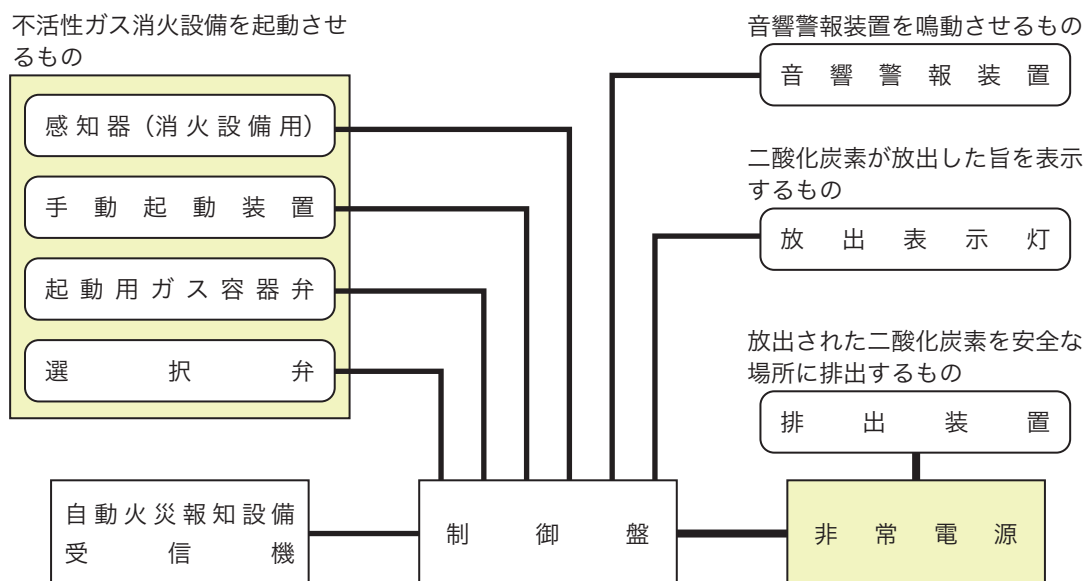 不活性ガス消火設備を起動させ
るもの
感知器（消火設備用）
手動起動装置
起動用ガス容器弁
選択弁
自動火災報知設備
受信機
制御盤
音響警報装置を鳴動させるもの
音響警報装置
二酸化炭素が放出した旨を表示
するもの
放出表示灯
放出された二酸化炭素を安全な
場所に排出するもの
排出装置
非常電源